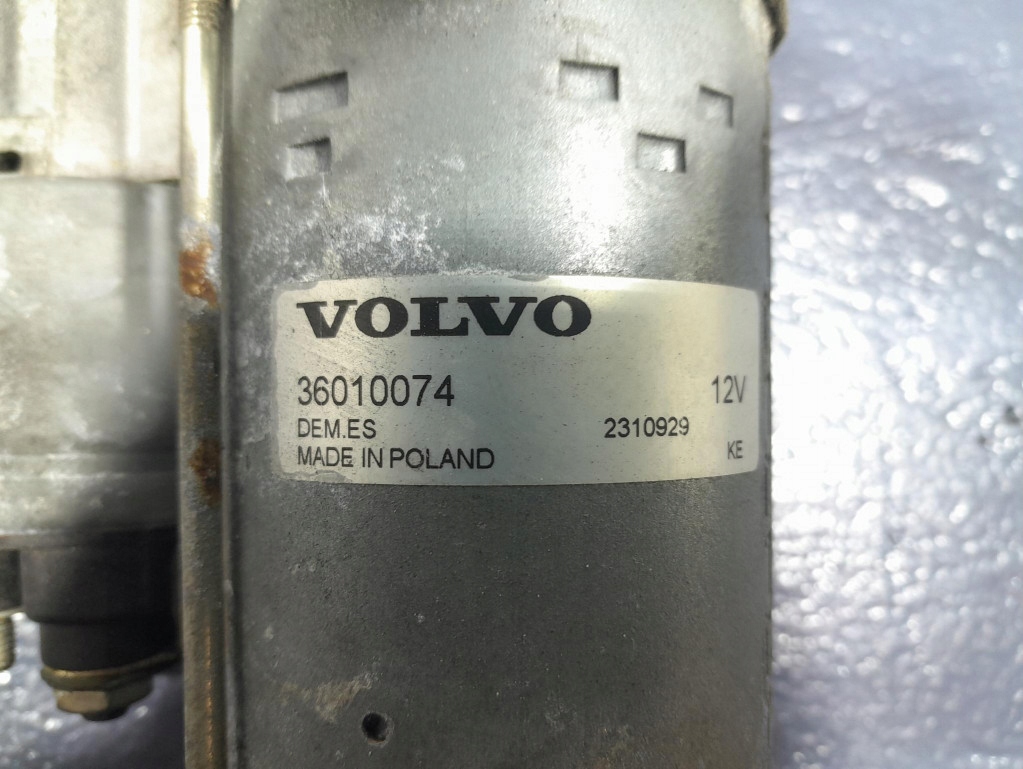 VOLVO
36010074 12V
DEM.ES 2310929
MADE IN POLAND KE